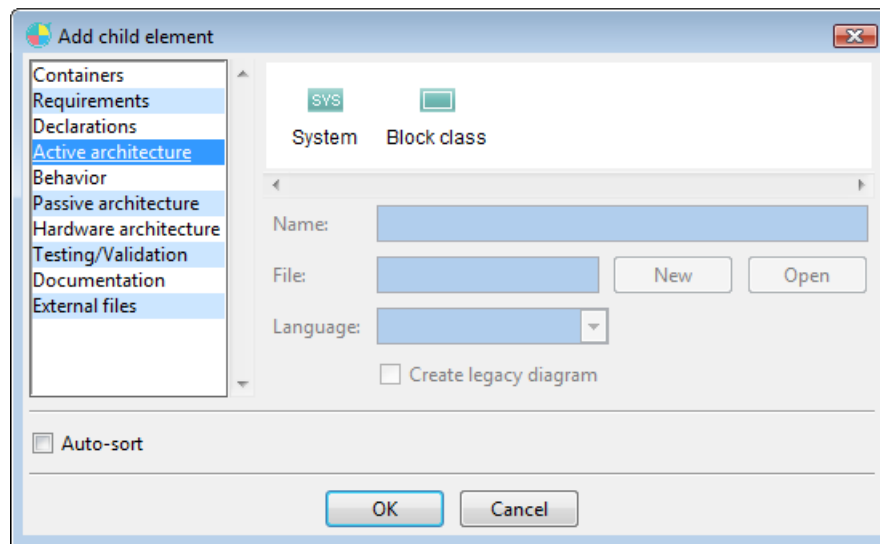 Add child element
Containers
Requirements
Declarations
Active architecture
Behavior
Passive architecture
Hardware architecture
Testing/Validation
Documentation
External files
SYS
System Block class
Name:
File: New Open
Language:
Create legacy diagram
Auto-sort
OK Cancel